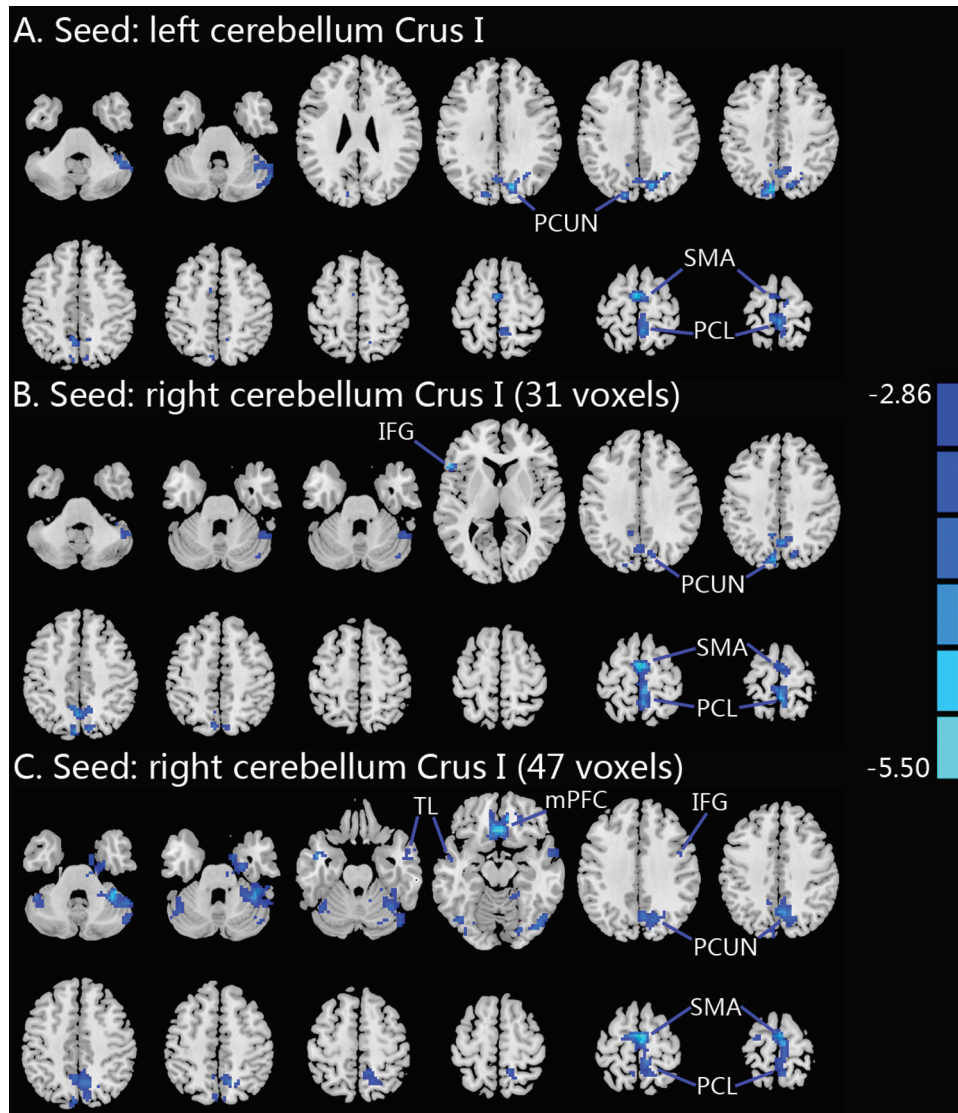 A. Seed: left cerebellum Crus I
PCUN
SMA
PCL
B. Seed: right cerebellum Crus I (31 voxels)
-2.86
IFG
PCUN
SMA
PCL
C. Seed: right cerebellum Crus I (47 voxels)
-5.50
TL
mPFC
IFG
PCUN
SMA
PCL